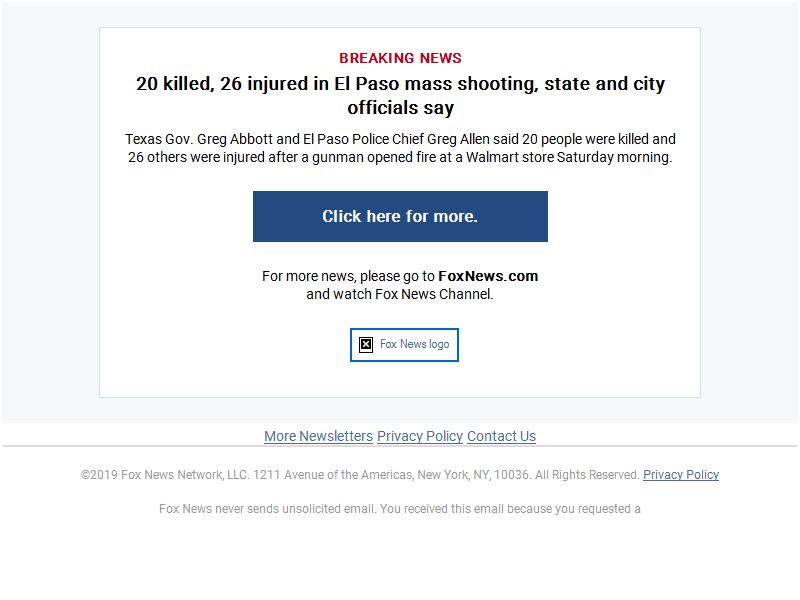 BREAKING NEWS
20 killed, 26 injured in El Paso mass shooting, state and city
officials say
Texas Gov. Greg Abbott and El Paso Police Chief Greg Allen said 20 people were killed and
26 others were injured after a gunman opened fire at a Walmart store Saturday morning.
Click here for more.
For more news, please go to FoxNews.com
and watch Fox News Channel.
Fox News logo
More Newsletters Privacy Policy Contact Us
©2019 Fox News Network, LLC. 1211 Avenue of the Americas, New York, NY, 10036. All Rights Reserved. Privacy Policy
Fox News never sends unsolicited email. You received this email because you requested a